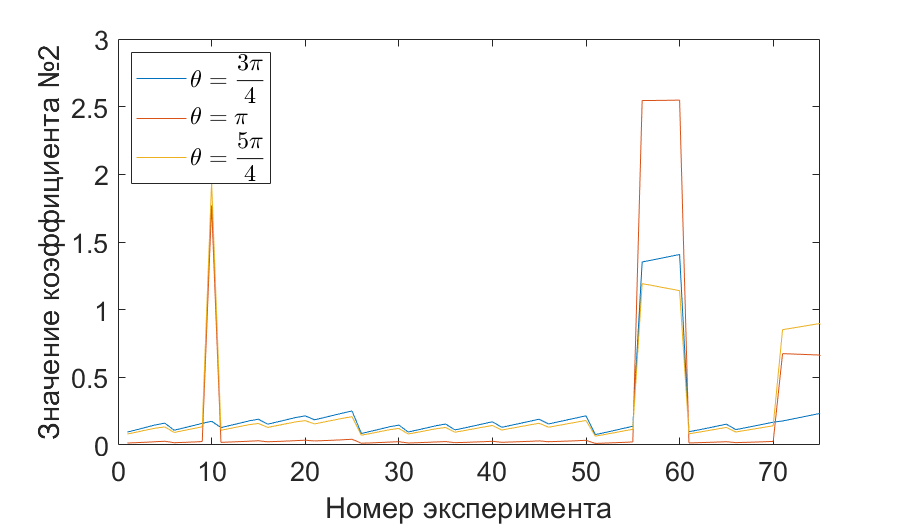 3
2.5
2
1.5
1
0.5
0
0 10 20 30 40 50 60 70
Значение коэффициента №2
Номер эксперимента
θ = 3π/4
θ = π
θ = 5π/4